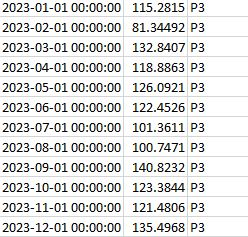 2023-01-01 00:00:00 115.2815 P3
2023-02-01 00:00:00 81.34492 P3
2023-03-01 00:00:00 132.8407 P3
2023-04-01 00:00:00 118.8863 P3
2023-05-01 00:00:00 126.0921 P3
2023-06-01 00:00:00 122.4526 P3
2023-07-01 00:00:00 101.3611 P3
2023-08-01 00:00:00 100.7471 P3
2023-09-01 00:00:00 140.8232 P3
2023-10-01 00:00:00 123.3844 P3
2023-11-01 00:00:00 121.4806 P3
2023-12-01 00:00:00 135.4968 P3